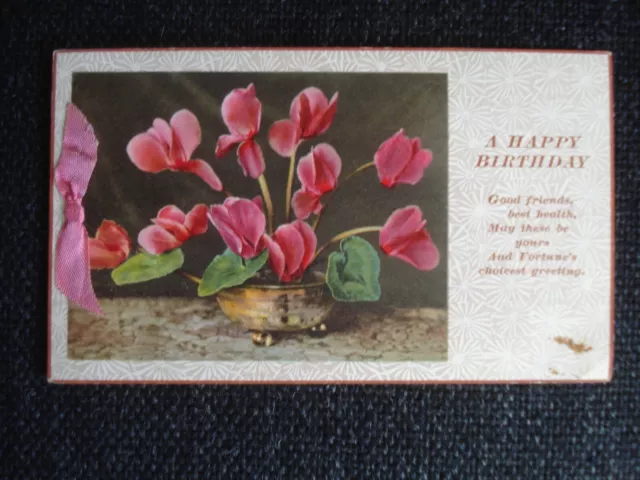 A HAPPY
BIRTHDAY
Good friends,
best health,
May these be
yours
And Fortune's
choicest greeting.